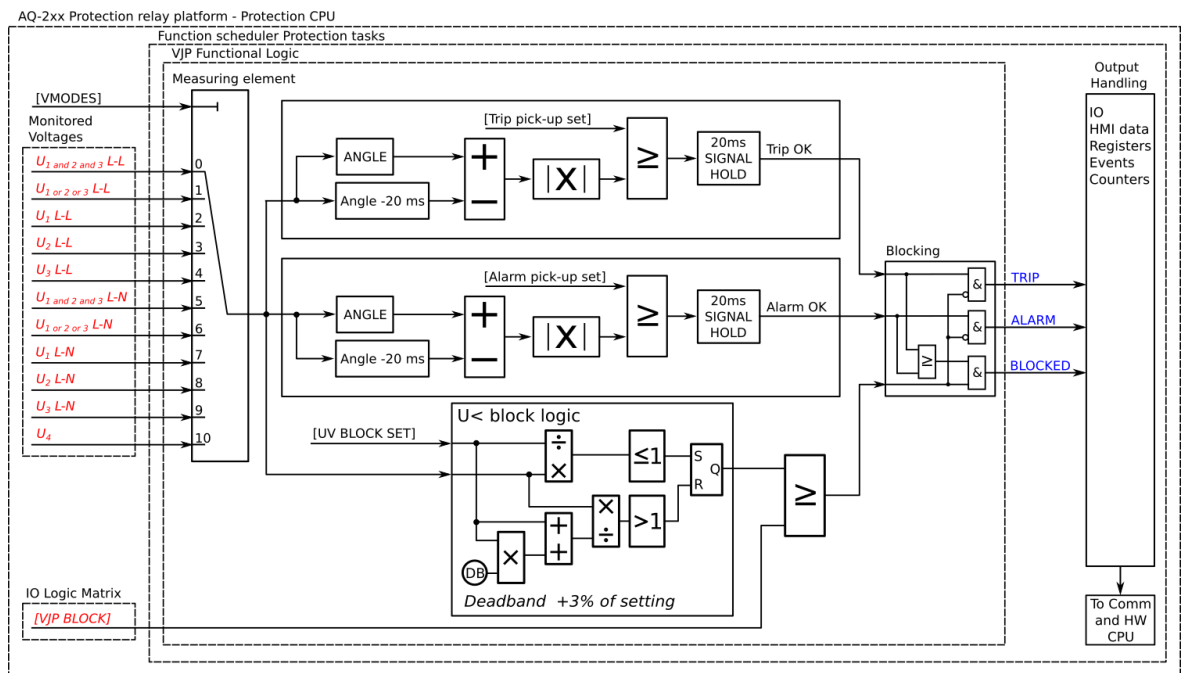 AQ-2xx Protection relay platform - Protection CPU
Function scheduler Protection tasks
VJP Functional Logic
Measuring element
Output
Handling
[VMODES]
Monitored
Voltages
U1 and 2 and 3 L-L
U1 or 2 or 3 L-L
U1 L-L
U2 L-L
U3 L-L
U1 and 2 and 3 L-N
U1 or 2 or 3 L-N
U1 L-N
U2 L-N
U3 L-N
U4
0
1
2
3
4
5
6
7
8
9
10
[Trip pick-up set]
ANGLE
Angle -20 ms
+
−
|X|
≥
20ms
SIGNAL
HOLD
Trip OK
[Alarm pick-up set]
ANGLE
Angle -20 ms
+
−
|X|
≥
20ms
SIGNAL
HOLD
Alarm OK
Blocking
&
&
≥
&
TRIP
ALARM
BLOCKED
IO
HMI data
Registers
Events
Counters
U< block logic
[UV BLOCK SET]
÷
×
≤1
S
Q
R
×
÷
>1
+
+
×
DB
Deadband +3% of setting
≥
IO Logic Matrix
[VJP BLOCK]
To Comm
and HW
CPU